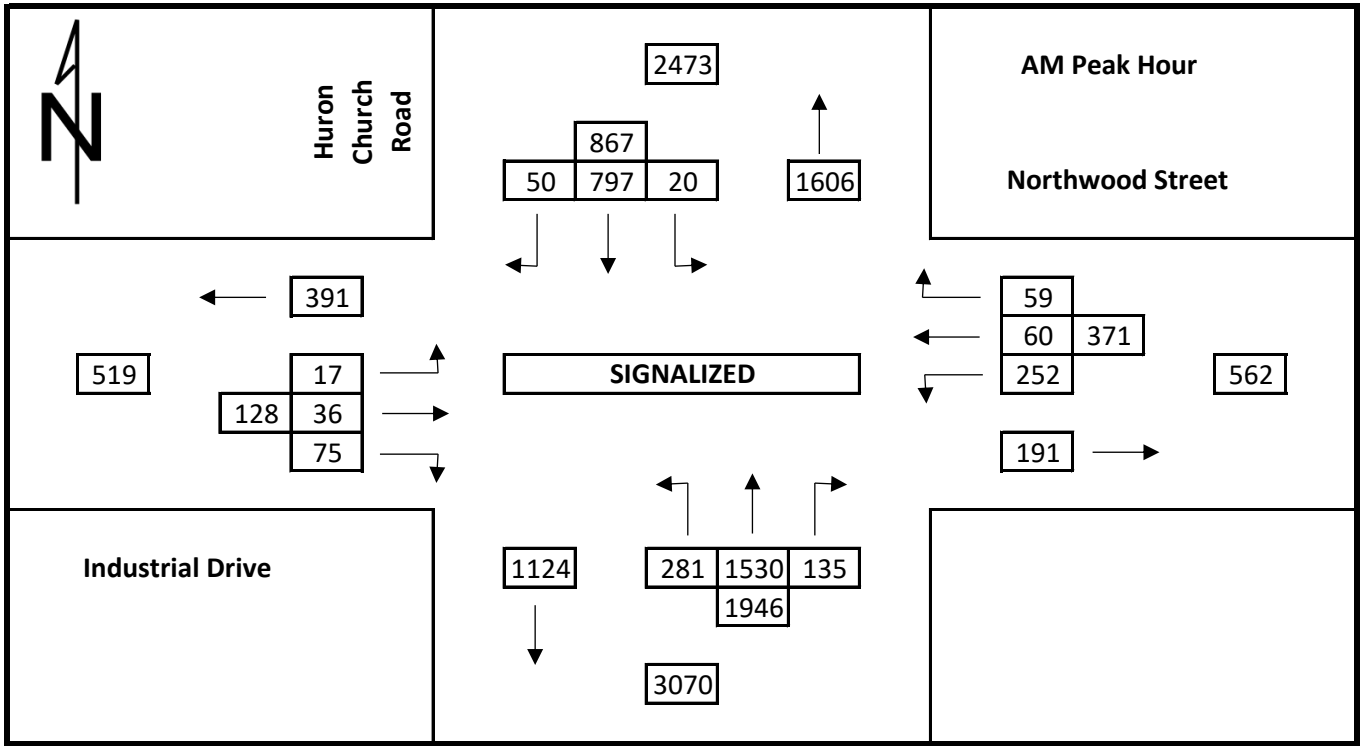 N
Huron
Church
Road
2473
AM Peak Hour
867
50 797 20
1606
Northwood Street
391
59
60 371
252
562
519
17
128 36
75
SIGNALIZED
191
Industrial Drive
1124
281 1530 135
1946
3070